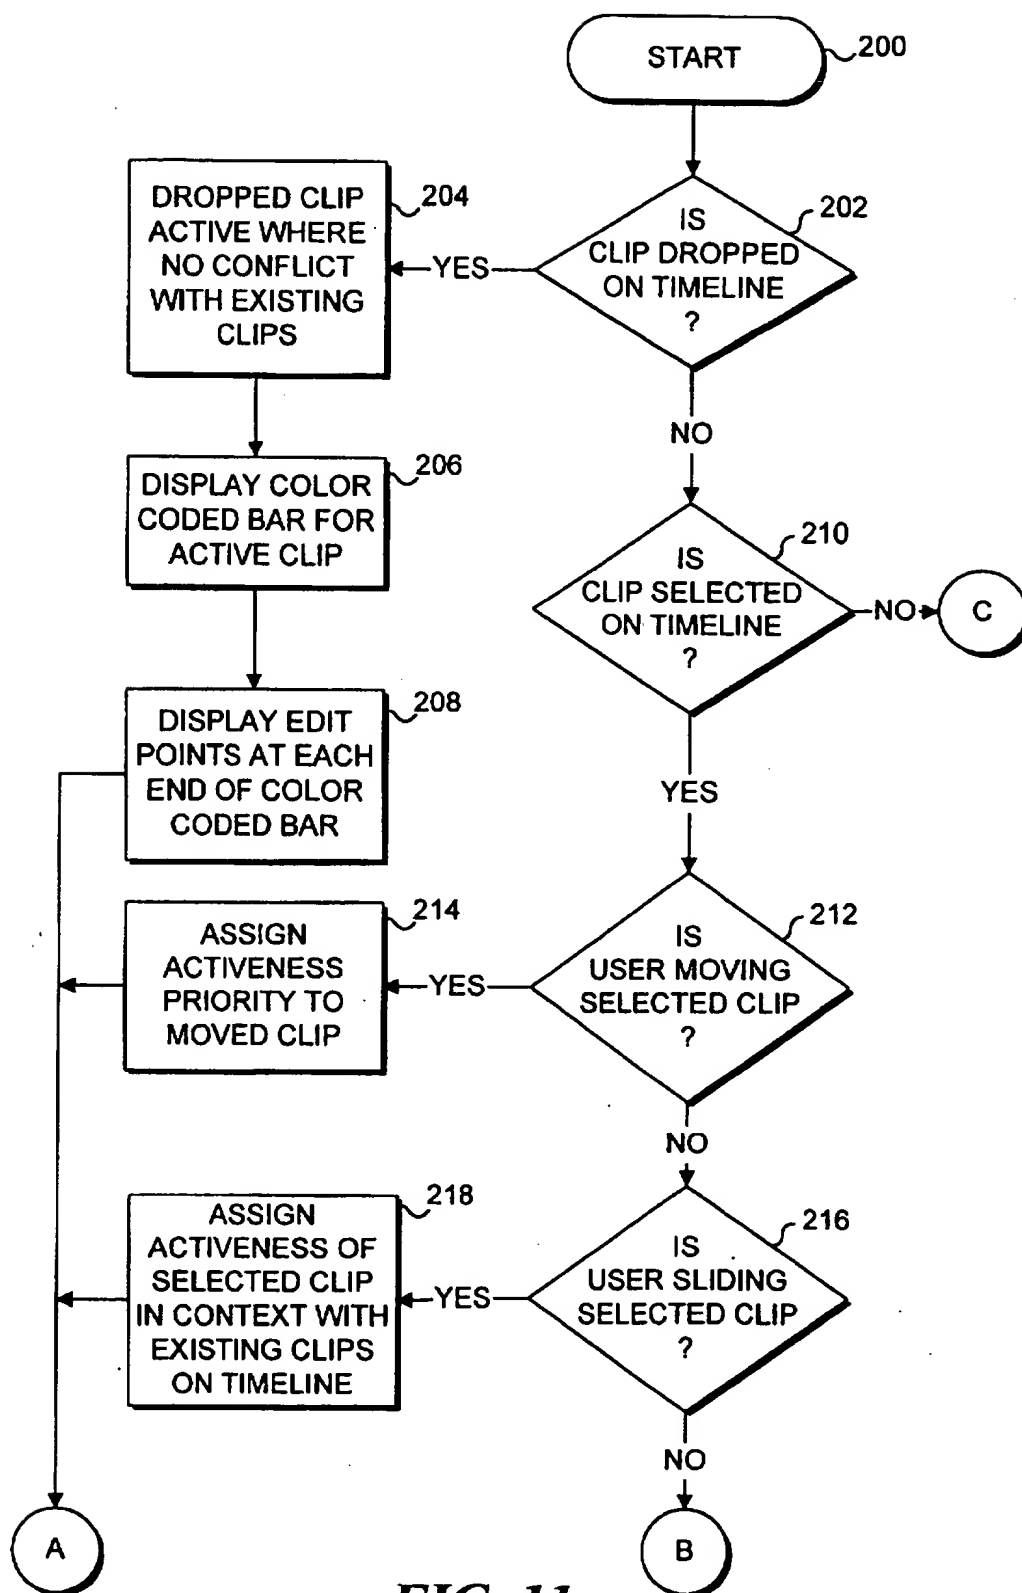 START
200
DROPPED CLIP
ACTIVE WHERE
NO CONFLICT
WITH EXISTING
CLIPS
204
YES
IS
CLIP DROPPED
ON TIMELINE
?
202
NO
DISPLAY COLOR
CODED BAR FOR
ACTIVE CLIP
206
IS
CLIP SELECTED
ON TIMELINE
?
210
NO
C
DISPLAY EDIT
POINTS AT EACH
END OF COLOR
CODED BAR
208
YES
ASSIGN
ACTIVENESS
PRIORITY TO
MOVED CLIP
214
YES
IS
USER MOVING
SELECTED CLIP
?
212
NO
ASSIGN
ACTIVENESS OF
SELECTED CLIP
IN CONTEXT WITH
EXISTING CLIPS
ON TIMELINE
218
YES
IS
USER SLIDING
SELECTED CLIP
?
216
NO
A
B
FIG. 11